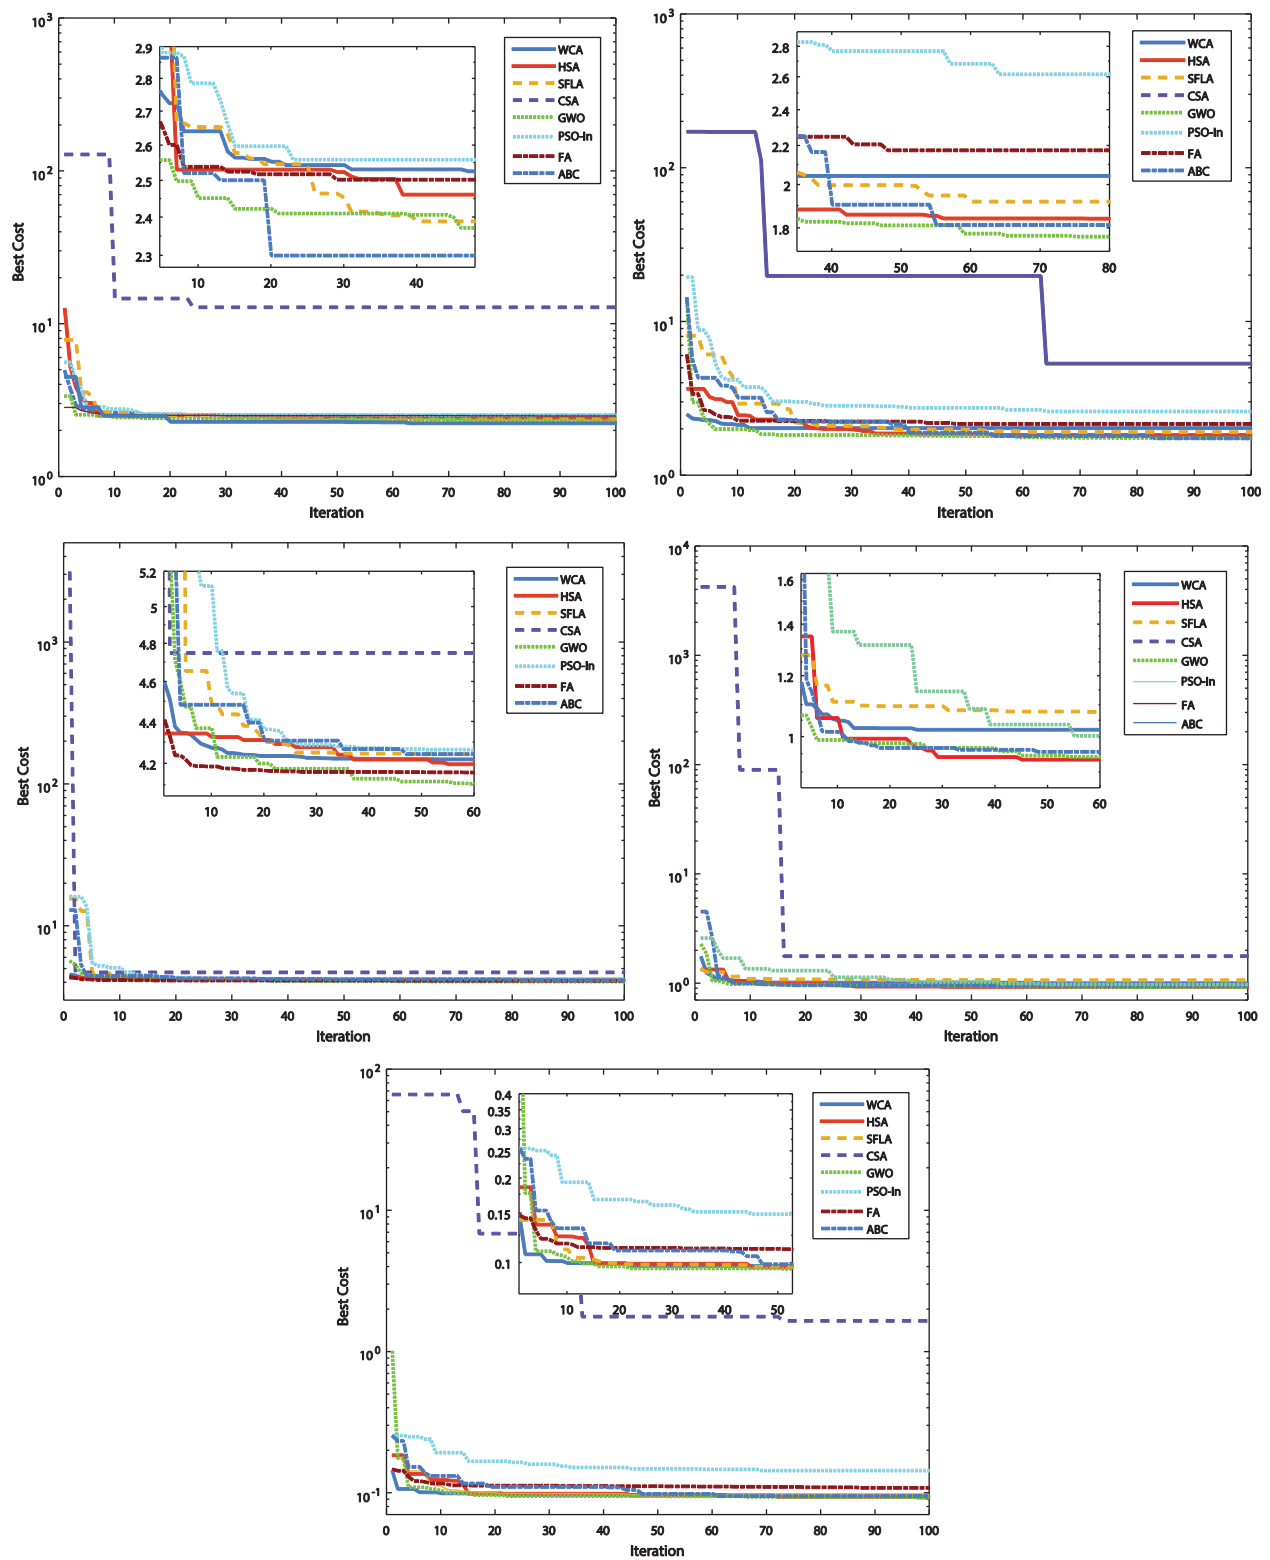 10^3
10^2
10^1
10^0
Best Cost
0 10 20 30 40 50 60 70 80 90 100
Iteration
2.9
2.8
2.7
2.6
2.5
2.4
2.3
10 20 30 40
WCA
HSA
SFLA
CSA
GWO
PSO-In
FA
ABC
10^3
10^2
10^1
10^0
Best Cost
0 10 20 30 40 50 60 70 80 90 100
Iteration
2.8
2.6
2.4
2.2
2
1.8
40 50 60 70 80
WCA
HSA
SFLA
CSA
GWO
PSO-In
FA
ABC
10^3
10^2
10^1
Best Cost
0 10 20 30 40 50 60 70 80 90 100
Iteration
5.2
5
4.8
4.6
4.4
4.2
10 20 30 40 50 60
WCA
HSA
SFLA
CSA
GWO
PSO-In
FA
ABC
10^4
10^3
10^2
10^1
10^0
Best Cost
0 10 20 30 40 50 60 70 80 90 100
Iteration
1.6
1.4
1.2
1
10 20 30 40 50 60
WCA
HSA
SFLA
CSA
GWO
PSO-In
FA
ABC
10^2
10^1
10^0
10^-1
Best Cost
0 10 20 30 40 50 60 70 80 90 100
Iteration
0.4
0.35
0.3
0.25
0.2
0.15
0.1
10 20 30 40 50
WCA
HSA
SFLA
CSA
GWO
PSO-In
FA
ABC